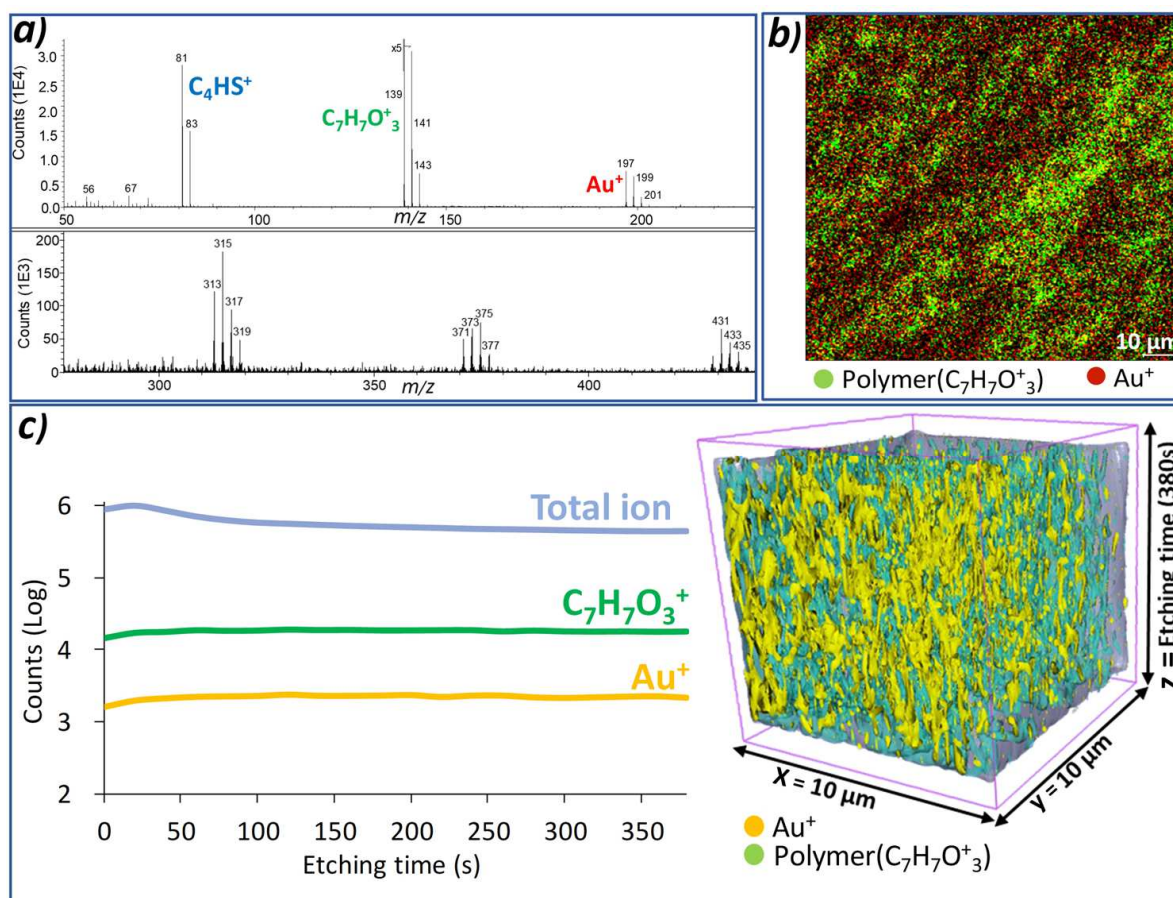 a)
Counts (1E4)
3.0
2.5
2.0
1.5
1.0
0.5
0.0
81
C₄HS⁺
83
56
67
x5
139
C₇H₇O⁺₃
141
143
197
Au⁺
199
201
50
100
m/z
150
200
Counts (1E3)
200
150
100
50
0
315
313
317
319
375
373
371
377
431
433
435
300
350
m/z
400
b)
10 µm
Polymer(C₇H₇O⁺₃)
Au⁺
c)
Counts (Log)
6
5
4
3
2
Total ion
C₇H₇O₃⁺
Au⁺
0
50
100
150
200
250
300
350
Etching time (s)
X = 10 µm
y = 10 µm
z = Etching time (380s)
Au⁺
Polymer(C₇H₇O⁺₃)